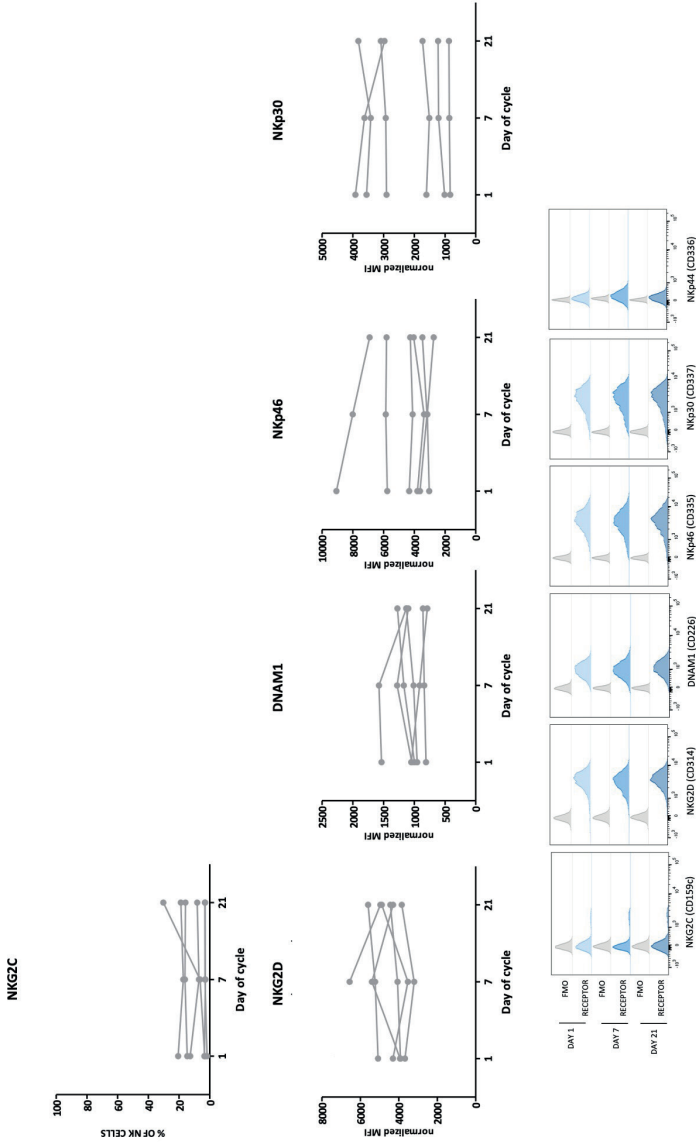 NKG2C
% OF NK CELLS
100
80
60
40
20
0
1 7 21
Day of cycle
NKG2D
normalized MFI
8000
6000
4000
2000
0
1 7 21
Day of cycle
DNAM1
normalized MFI
2500
2000
1500
1000
500
0
1 7 21
Day of cycle
NKp46
normalized MFI
10000
8000
6000
4000
2000
0
1 7 21
Day of cycle
NKp30
normalized MFI
5000
4000
3000
2000
1000
0
1 7 21
Day of cycle
DAY 1
FMO
RECEPTOR
DAY 7
FMO
RECEPTOR
DAY 21
FMO
RECEPTOR
NKG2C (CD159c)
NKG2D (CD314)
DNAM1 (CD226)
NKp46 (CD335)
NKp30 (CD337)
NKp44 (CD336)